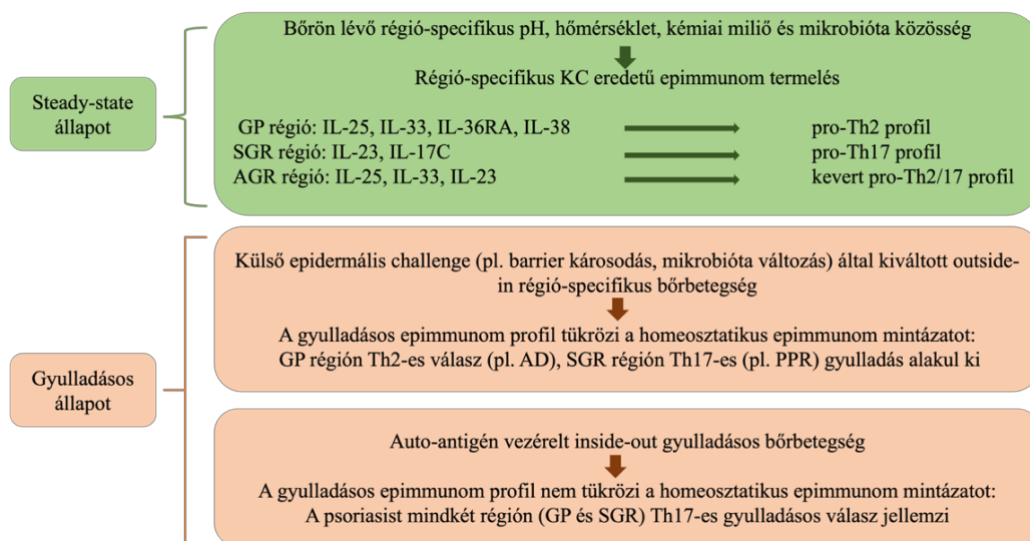 Steady-state
állapot
Bőrön lévő régió-specifikus pH, hőmérséklet, kémiai milió és mikrobióta közösség
Régió-specifikus KC eredetű epimmunom termelés
GP régió: IL-25, IL-33, IL-36RA, IL-38 pro-Th2 profil
SGR régió: IL-23, IL-17C pro-Th17 profil
AGR régió: IL-25, IL-33, IL-23 kevert pro-Th2/17 profil
Gyulladásos
állapot
Külső epidermális challenge (pl. barrier károsodás, mikrobióta változás) által kiváltott outside-
in régió-specifikus bőrbetegség
A gyulladásos epimmunom profil tükrözi a homeosztatikus epimmunom mintázatot:
GP régión Th2-es válasz (pl. AD), SGR régión Th17-es (pl. PPR) gyulladás alakul ki
Auto-antigén vezérelt inside-out gyulladásos bőrbetegség
A gyulladásos epimmunom profil nem tükrözi a homeosztatikus epimmunom mintázatot:
A psoriasist mindkét régión (GP és SGR) Th17-es gyulladásos válasz jellemzi